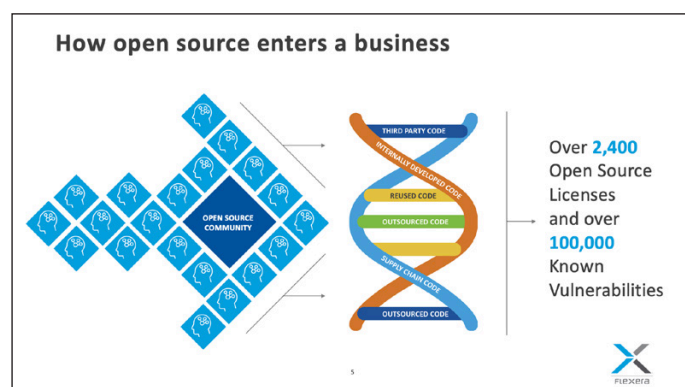 How open source enters a business
OPEN SOURCE
COMMUNITY
THIRD PARTY CODE
INTERNALLY DEVELOPED CODE
REUSED CODE
OUTSOURCED CODE
SUPPLY CHAIN CODE
OUTSOURCED CODE
Over 2,400
Open Source
Licenses
and over
100,000
Known
Vulnerabilities
5
FLEXERA